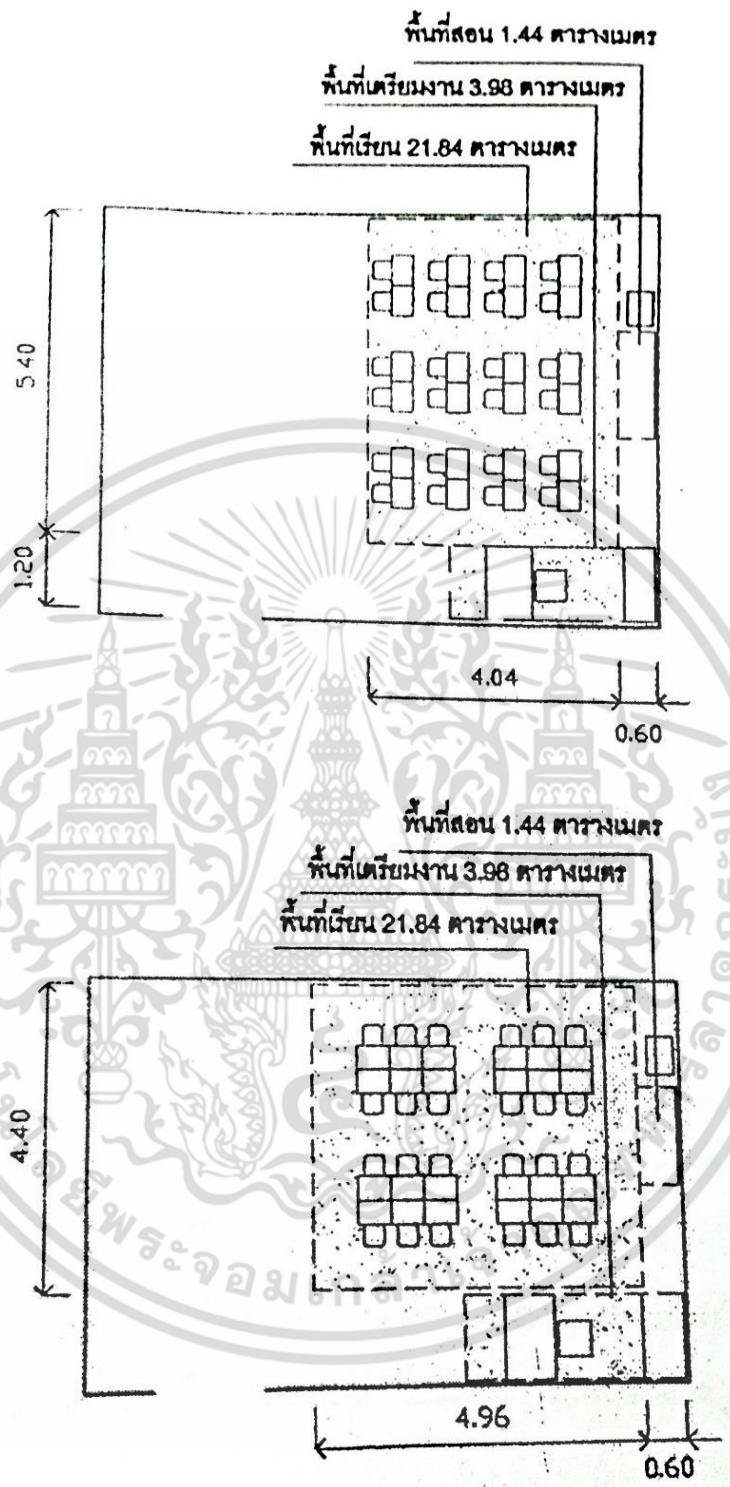 พื้นที่สอน 1.44 ตารางเมตร
พื้นที่เตรียมงาน 3.98 ตารางเมตร
พื้นที่เรียน 21.84 ตารางเมตร
5.40
1.20
4.04
0.60
พื้นที่สอน 1.44 ตารางเมตร
พื้นที่เตรียมงาน 3.98 ตารางเมตร
พื้นที่เรียน 21.84 ตารางเมตร
4.40
4.96
0.60